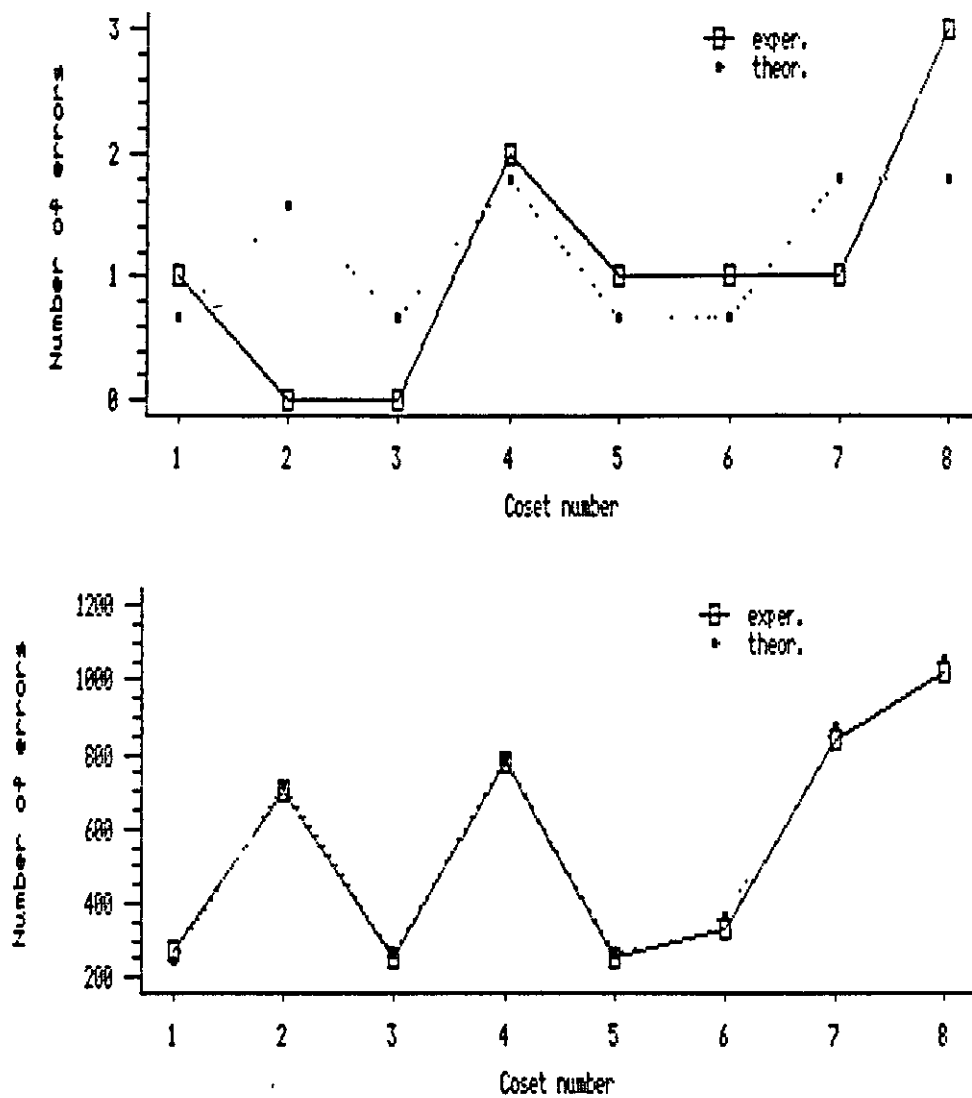 Number of errors
3
2
1
0
exper.
theor.
1 2 3 4 5 6 7 8
Coset number
Number of errors
1200
1000
800
600
400
200
exper.
theor.
1 2 3 4 5 6 7 8
Coset number